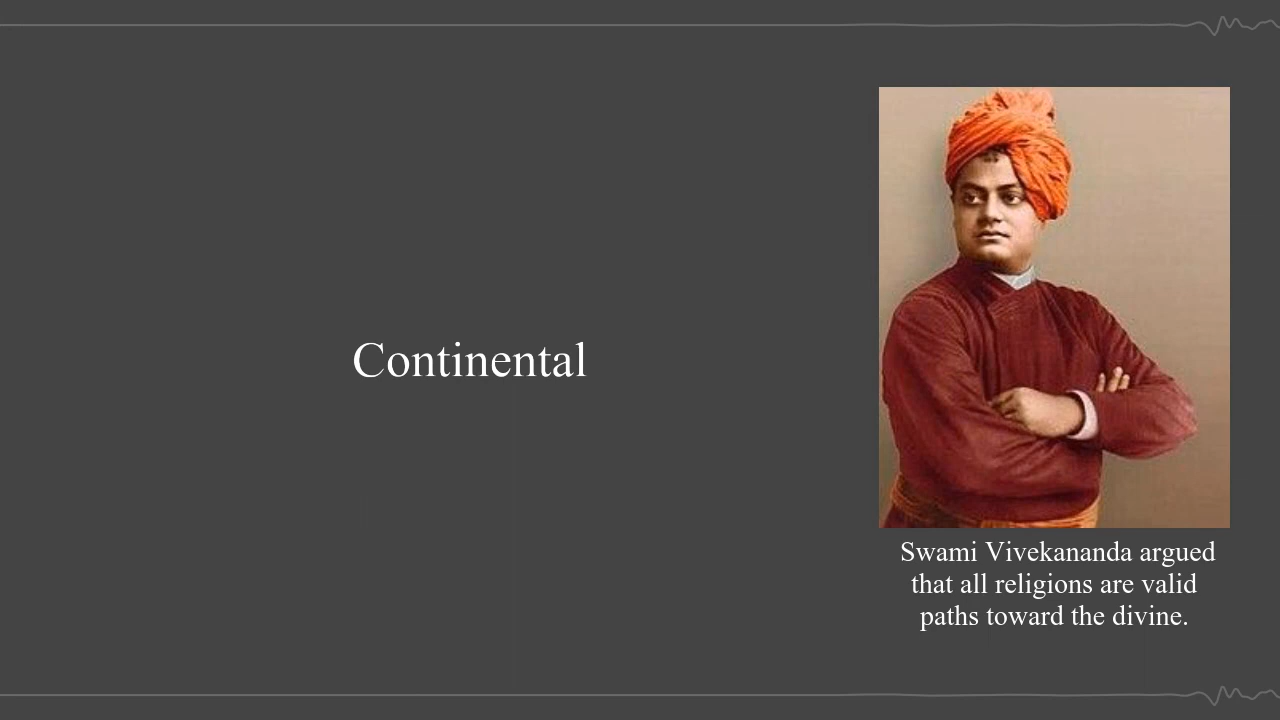 Continental
Swami Vivekananda argued
that all religions are valid
paths toward the divine.